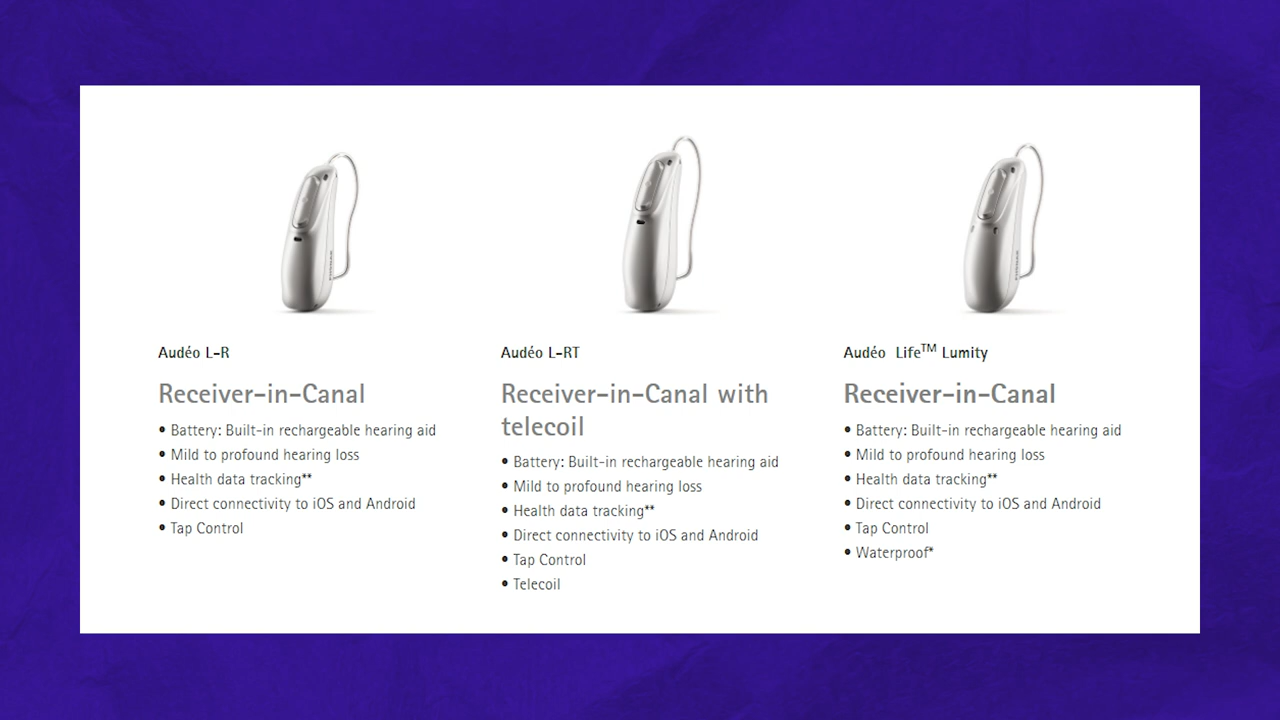 Audéo L-R
Receiver-in-Canal
• Battery: Built-in rechargeable hearing aid
• Mild to profound hearing loss
• Health data tracking**
• Direct connectivity to iOS and Android
• Tap Control
Audéo L-RT
Receiver-in-Canal with
telecoil
• Battery: Built-in rechargeable hearing aid
• Mild to profound hearing loss
• Health data tracking**
• Direct connectivity to iOS and Android
• Tap Control
• Telecoil
Audéo Life™ Lumity
Receiver-in-Canal
• Battery: Built-in rechargeable hearing aid
• Mild to profound hearing loss
• Health data tracking**
• Direct connectivity to iOS and Android
• Tap Control
• Waterproof*